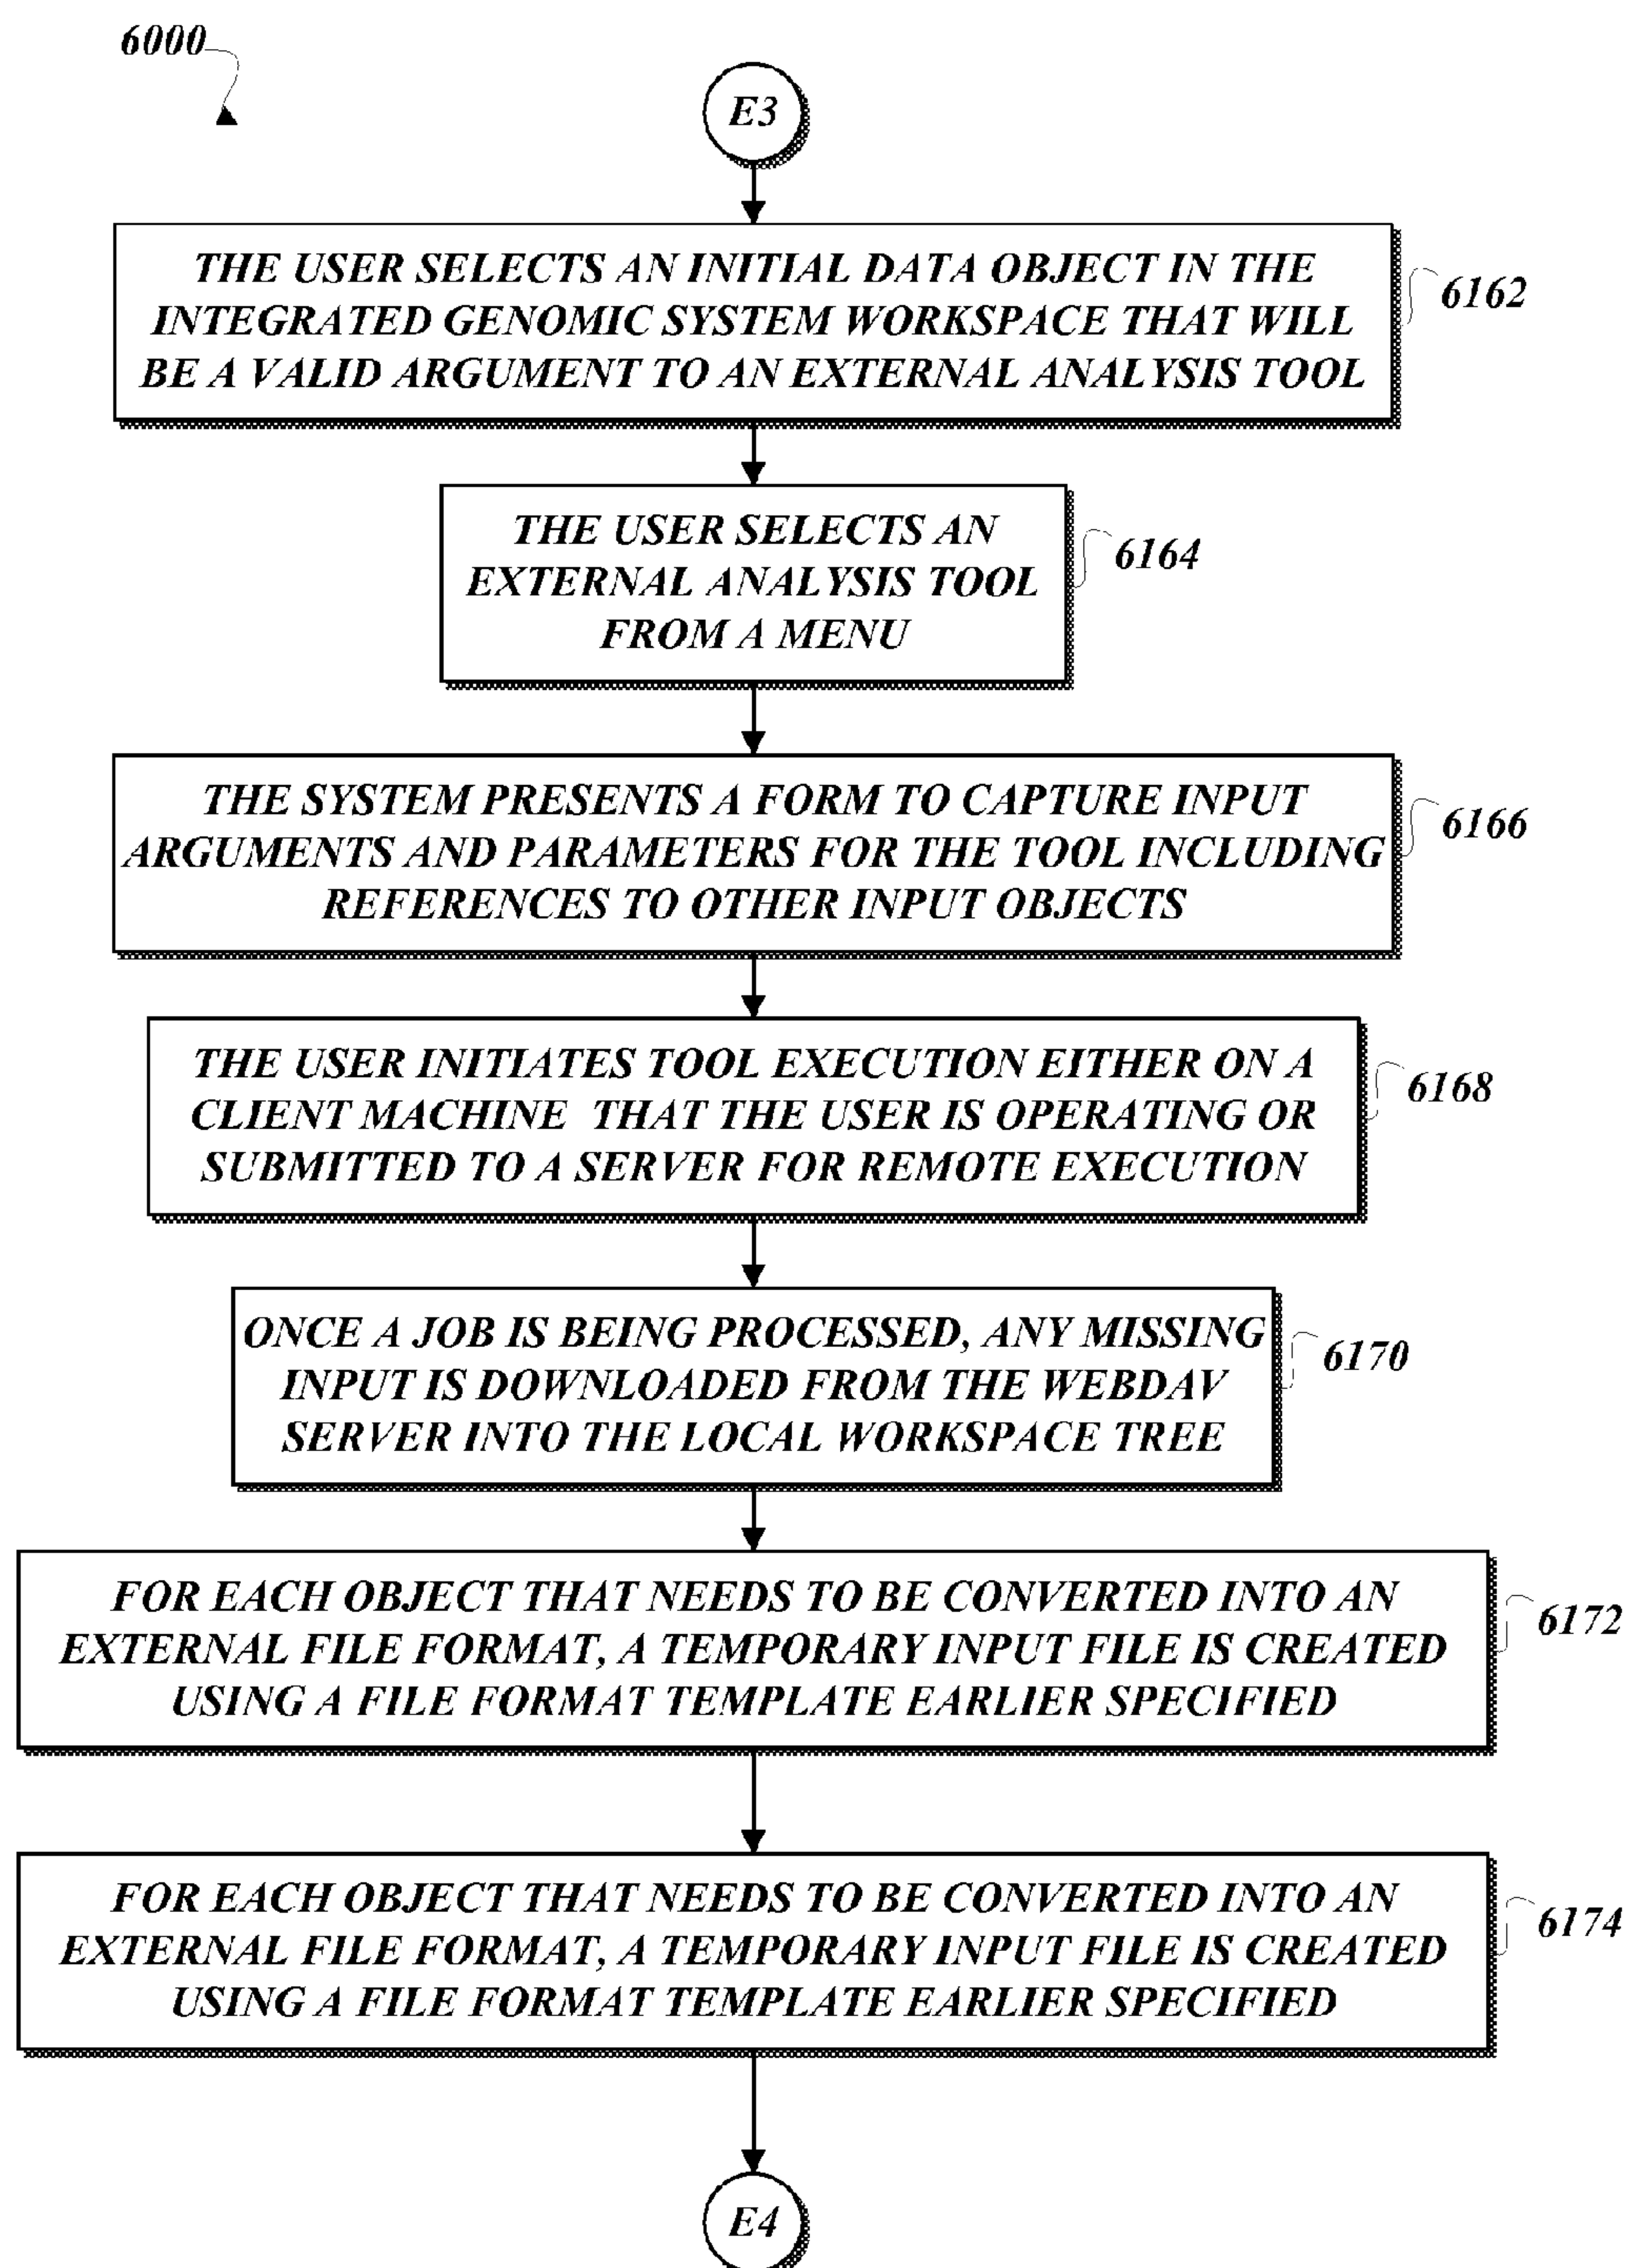 6000
E3
THE USER SELECTS AN INITIAL DATA OBJECT IN THE
INTEGRATED GENOMIC SYSTEM WORKSPACE THAT WILL
BE A VALID ARGUMENT TO AN EXTERNAL ANALYSIS TOOL
6162
THE USER SELECTS AN
EXTERNAL ANALYSIS TOOL
FROM A MENU
6164
THE SYSTEM PRESENTS A FORM TO CAPTURE INPUT
ARGUMENTS AND PARAMETERS FOR THE TOOL INCLUDING
REFERENCES TO OTHER INPUT OBJECTS
6166
THE USER INITIATES TOOL EXECUTION EITHER ON A
CLIENT MACHINE THAT THE USER IS OPERATING OR
SUBMITTED TO A SERVER FOR REMOTE EXECUTION
6168
ONCE A JOB IS BEING PROCESSED, ANY MISSING
INPUT IS DOWNLOADED FROM THE WEBDAV
SERVER INTO THE LOCAL WORKSPACE TREE
6170
FOR EACH OBJECT THAT NEEDS TO BE CONVERTED INTO AN
EXTERNAL FILE FORMAT, A TEMPORARY INPUT FILE IS CREATED
USING A FILE FORMAT TEMPLATE EARLIER SPECIFIED
6172
FOR EACH OBJECT THAT NEEDS TO BE CONVERTED INTO AN
EXTERNAL FILE FORMAT, A TEMPORARY INPUT FILE IS CREATED
USING A FILE FORMAT TEMPLATE EARLIER SPECIFIED
6174
E4